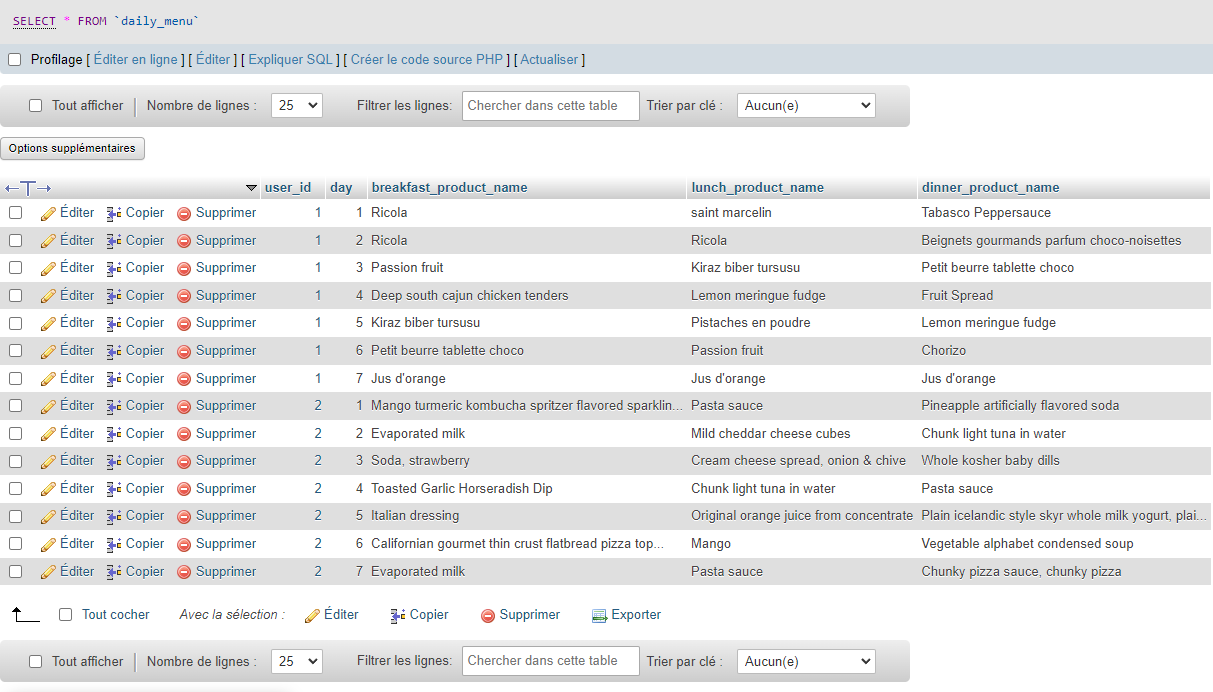 SELECT * FROM `daily_menu`
Profilage [ Éditer en ligne ] [ Éditer ] [ Expliquer SQL ] [ Créer le code source PHP ] [ Actualiser ]
Tout afficher Nombre de lignes : 25 Filtrer les lignes: Chercher dans cette table Trier par clé : Aucun(e)
Options supplémentaires
←T→ user_id day breakfast_product_name lunch_product_name dinner_product_name
Éditer Copier Supprimer 1 1 Ricola saint marcelin Tabasco Peppersauce
Éditer Copier Supprimer 1 2 Ricola Ricola Beignets gourmands parfum choco-noisettes
Éditer Copier Supprimer 1 3 Passion fruit Kiraz biber tursusu Petit beurre tablette choco
Éditer Copier Supprimer 1 4 Deep south cajun chicken tenders Lemon meringue fudge Fruit Spread
Éditer Copier Supprimer 1 5 Kiraz biber tursusu Pistaches en poudre Lemon meringue fudge
Éditer Copier Supprimer 1 6 Petit beurre tablette choco Passion fruit Chorizo
Éditer Copier Supprimer 1 7 Jus d'orange Jus d'orange Jus d'orange
Éditer Copier Supprimer 2 1 Mango turmeric kombucha spritzer flavored sparklin... Pasta sauce Pineapple artificially flavored soda
Éditer Copier Supprimer 2 2 Evaporated milk Mild cheddar cheese cubes Chunk light tuna in water
Éditer Copier Supprimer 2 3 Soda, strawberry Cream cheese spread, onion & chive Whole kosher baby dills
Éditer Copier Supprimer 2 4 Toasted Garlic Horseradish Dip Chunk light tuna in water Pasta sauce
Éditer Copier Supprimer 2 5 Italian dressing Original orange juice from concentrate Plain icelandic style skyr whole milk yogurt, plai...
Éditer Copier Supprimer 2 6 Californian gourmet thin crust flatbread pizza top... Mango Vegetable alphabet condensed soup
Éditer Copier Supprimer 2 7 Evaporated milk Pasta sauce Chunky pizza sauce, chunky pizza
Tout cocher Avec la sélection : Éditer Copier Supprimer Exporter
Tout afficher Nombre de lignes : 25 Filtrer les lignes: Chercher dans cette table Trier par clé : Aucun(e)